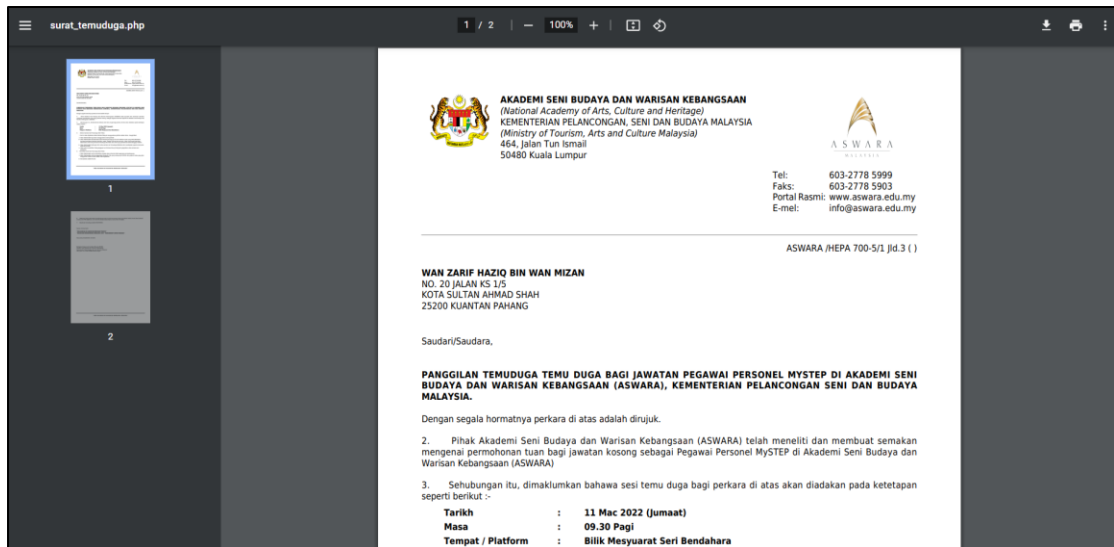 surat_temuduga.php
1 / 2
100%
AKADEMI SENI BUDAYA DAN WARISAN KEBANGSAAN
(National Academy of Arts, Culture and Heritage)
KEMENTERIAN PELANCONGAN, SENI DAN BUDAYA MALAYSIA
(Ministry of Tourism, Arts and Culture Malaysia)
464, Jalan Tun Ismail
50480 Kuala Lumpur
ASWARA
MALAYSIA
Tel: 603-2778 5999
Faks: 603-2778 5903
Portal Rasmi: www.aswara.edu.my
E-mel: info@aswara.edu.my
ASWARA /HEPA 700-5/1 Jld.3 ( )
WAN ZARIF HAZIQ BIN WAN MIZAN
NO. 20 JALAN KS 1/5
KOTA SULTAN AHMAD SHAH
25200 KUANTAN PAHANG
Saudari/Saudara,
PANGGILAN TEMUDUGA TEMU DUGA BAGI JAWATAN PEGAWAI PERSONEL MYSTEP DI AKADEMI SENI
BUDAYA DAN WARISAN KEBANGSAAN (ASWARA), KEMENTERIAN PELANCONGAN SENI DAN BUDAYA
MALAYSIA.
Dengan segala hormatnya perkara di atas adalah dirujuk.
2. Pihak Akademi Seni Budaya dan Warisan Kebangsaan (ASWARA) telah meneliti dan membuat semakan
mengenai permohonan tuan bagi jawatan kosong sebagai Pegawai Personel MySTEP di Akademi Seni Budaya dan
Warisan Kebangsaan (ASWARA)
3. Sehubungan itu, dimaklumkan bahawa sesi temu duga bagi perkara di atas akan diadakan pada ketetapan
seperti berikut :-
Tarikh : 11 Mac 2022 (Jumaat)
Masa : 09.30 Pagi
Tempat / Platform : Bilik Mesyuarat Seri Bendahara
1
2